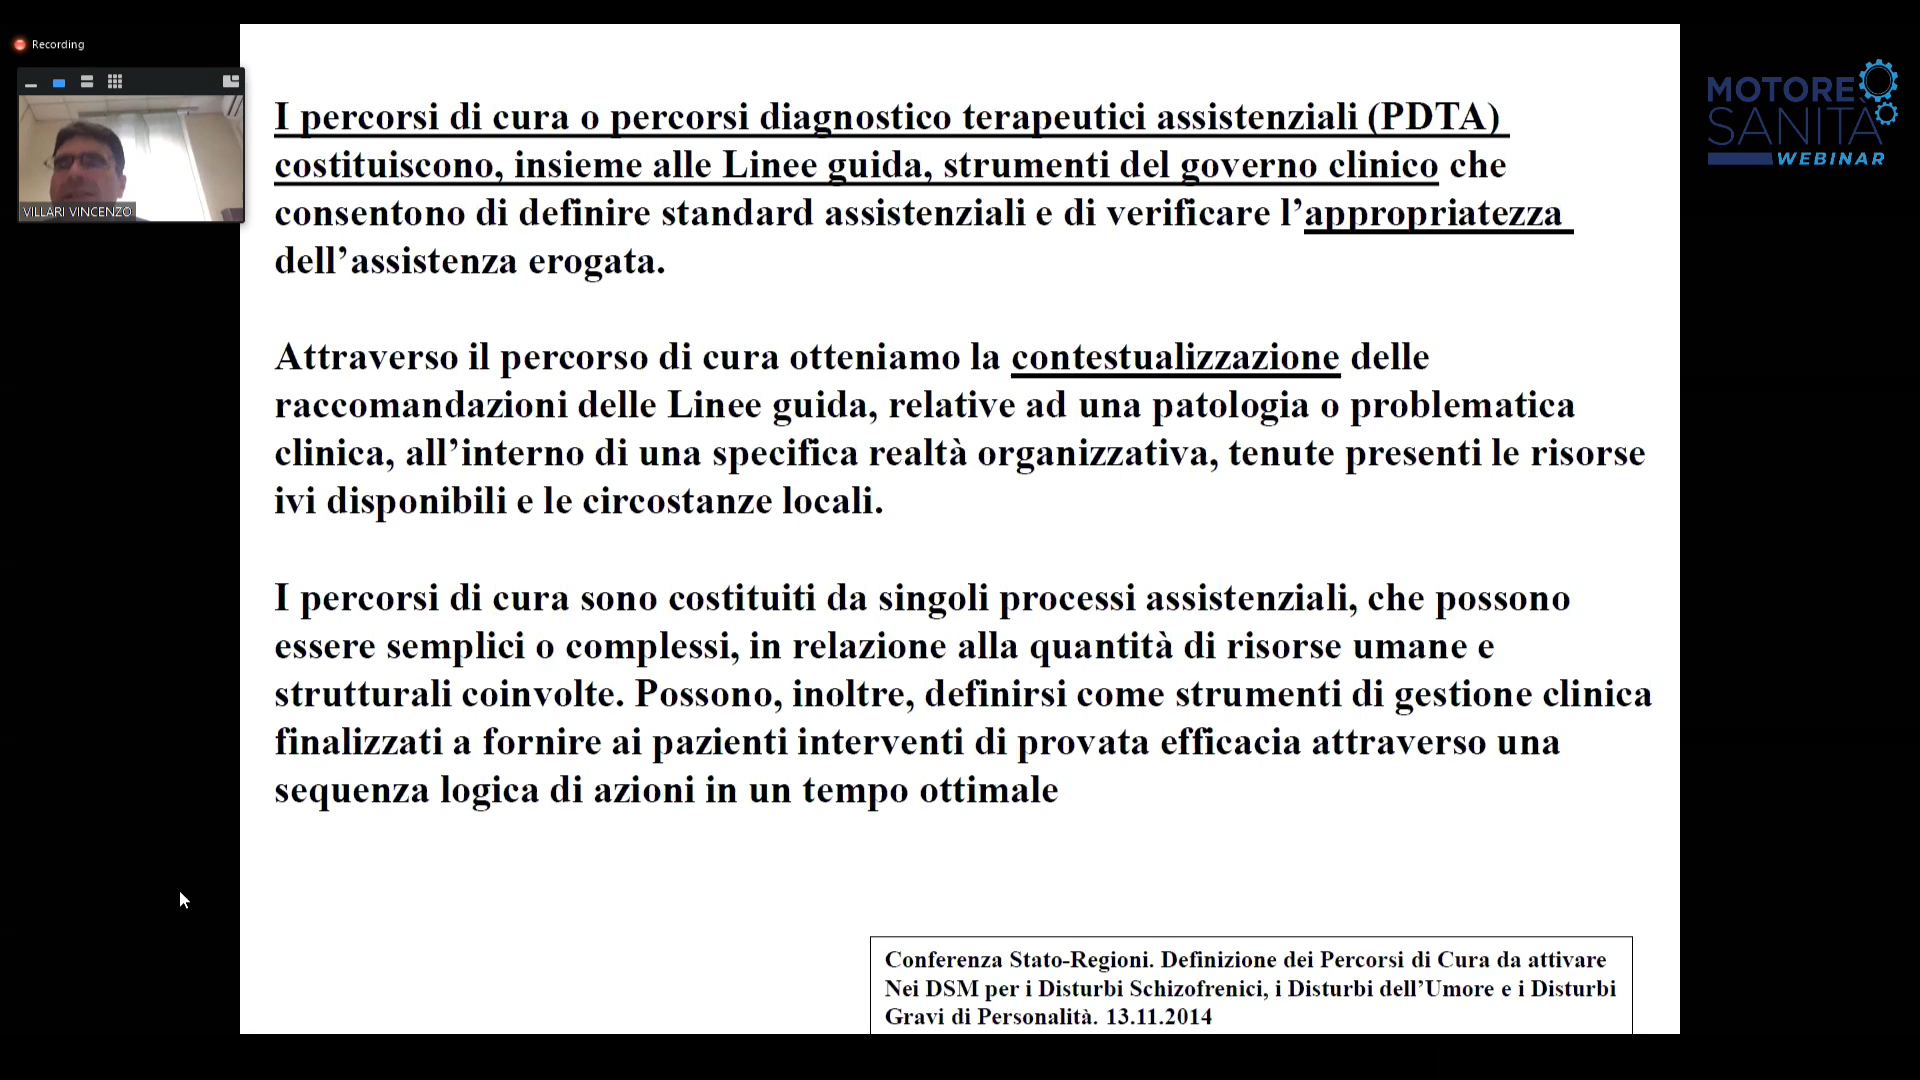 Recording
VILLARI VINCENZO
I percorsi di cura o percorsi diagnostico terapeutici assistenziali (PDTA)
costituiscono, insieme alle Linee guida, strumenti del governo clinico che
consentono di definire standard assistenziali e di verificare l’appropriatezza
dell’assistenza erogata.
Attraverso il percorso di cura otteniamo la contestualizzazione delle
raccomandazioni delle Linee guida, relative ad una patologia o problematica
clinica, all’interno di una specifica realtà organizzativa, tenute presenti le risorse
ivi disponibili e le circostanze locali.
I percorsi di cura sono costituiti da singoli processi assistenziali, che possono
essere semplici o complessi, in relazione alla quantità di risorse umane e
strutturali coinvolte. Possono, inoltre, definirsi come strumenti di gestione clinica
finalizzati a fornire ai pazienti interventi di provata efficacia attraverso una
sequenza logica di azioni in un tempo ottimale
Conferenza Stato-Regioni. Definizione dei Percorsi di Cura da attivare
Nei DSM per i Disturbi Schizofrenici, i Disturbi dell’Umore e i Disturbi
Gravi di Personalità. 13.11.2014
MOTORE
SANITÀ
WEBINAR